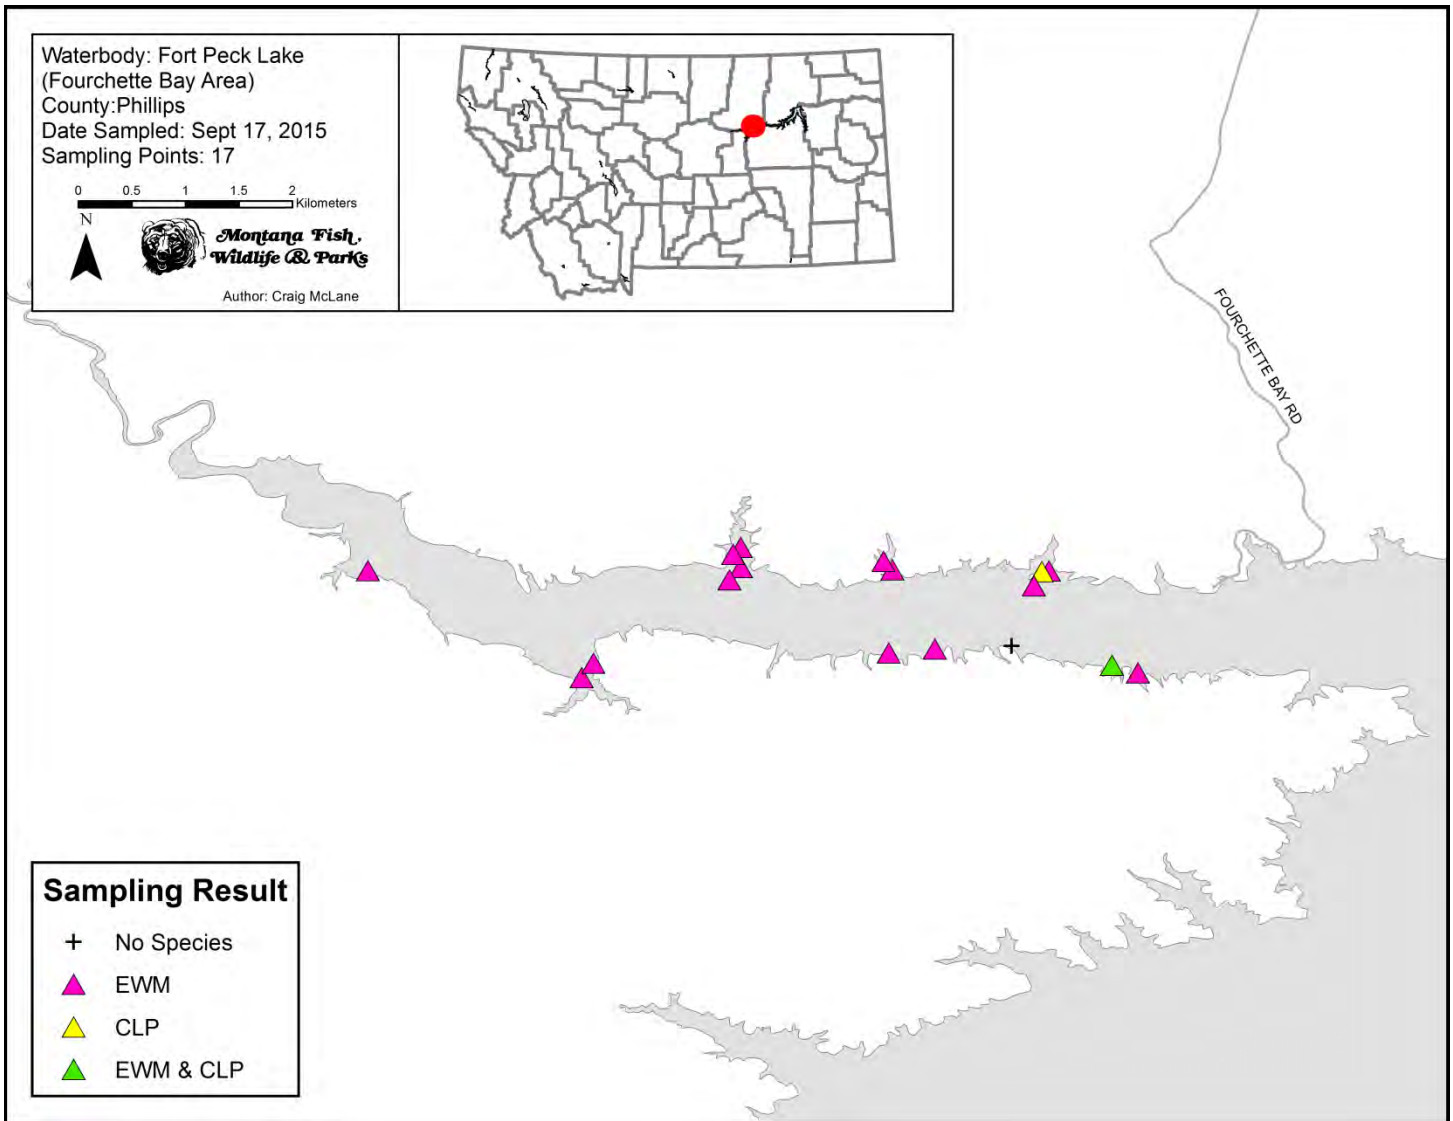 Waterbody: Fort Peck Lake
(Fourchette Bay Area)
County:Phillips
Date Sampled: Sept 17, 2015
Sampling Points: 17
0 0.5 1 1.5 2
Kilometers
N
Montana Fish,
Wildlife & Parks
Author: Craig McLane
FOURCHETTE BAY RD
Sampling Result
No Species
EWM
CLP
EWM & CLP